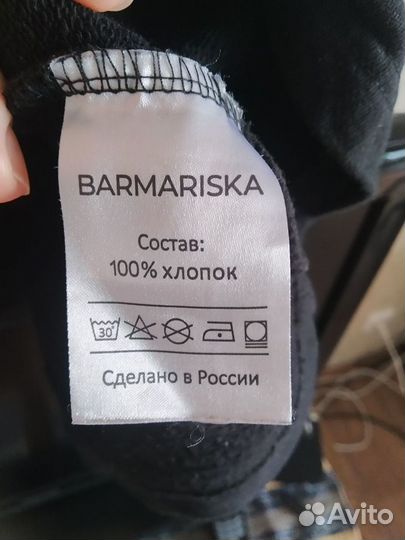 BARMARISKA
Состав:
100% хлопок
30°
Сделано в России
Avito